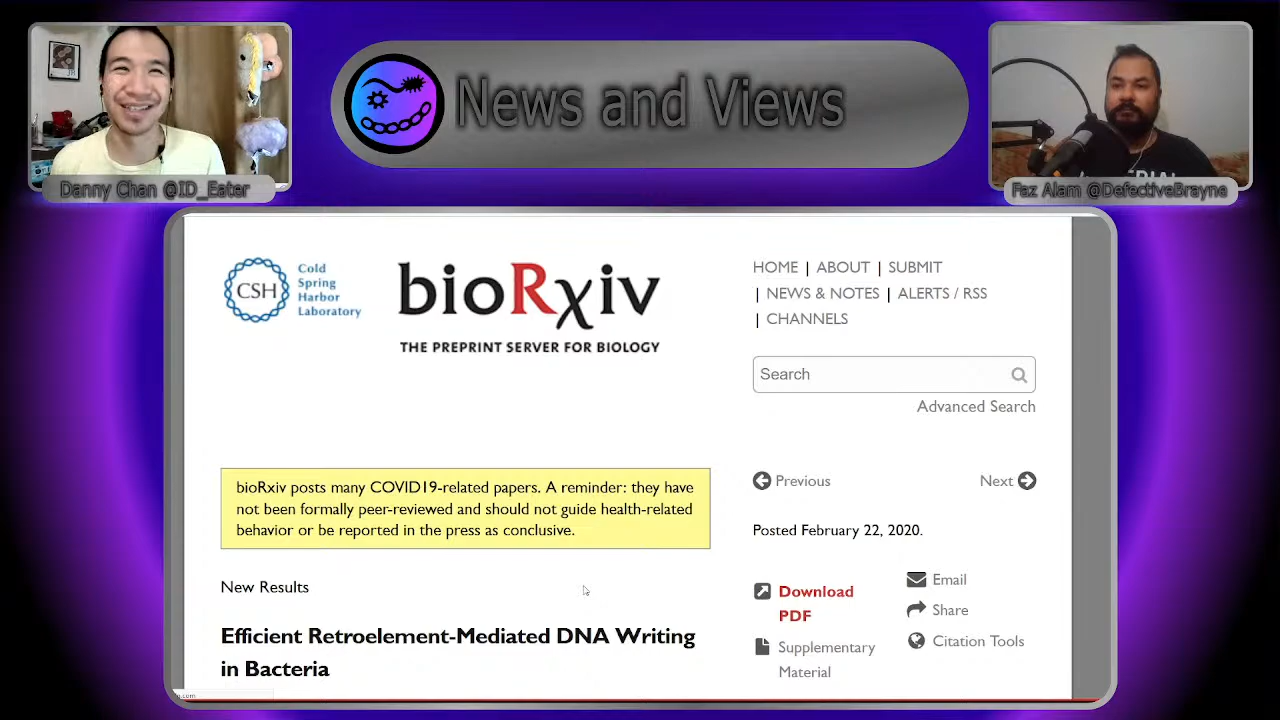 News and Views
Danny Chan @ID_Eater
Faz Alam @DefectiveBrayne
CSH
Cold
Spring
Harbor
Laboratory
bioRxiv
THE PREPRINT SERVER FOR BIOLOGY
HOME | ABOUT | SUBMIT
| NEWS & NOTES | ALERTS / RSS
| CHANNELS
Search
Advanced Search
bioRxiv posts many COVID19-related papers. A reminder: they have
not been formally peer-reviewed and should not guide health-related
behavior or be reported in the press as conclusive.
Previous
Next
Posted February 22, 2020.
New Results
Efficient Retroelement-Mediated DNA Writing
in Bacteria
Download
PDF
Supplementary
Material
Email
Share
Citation Tools